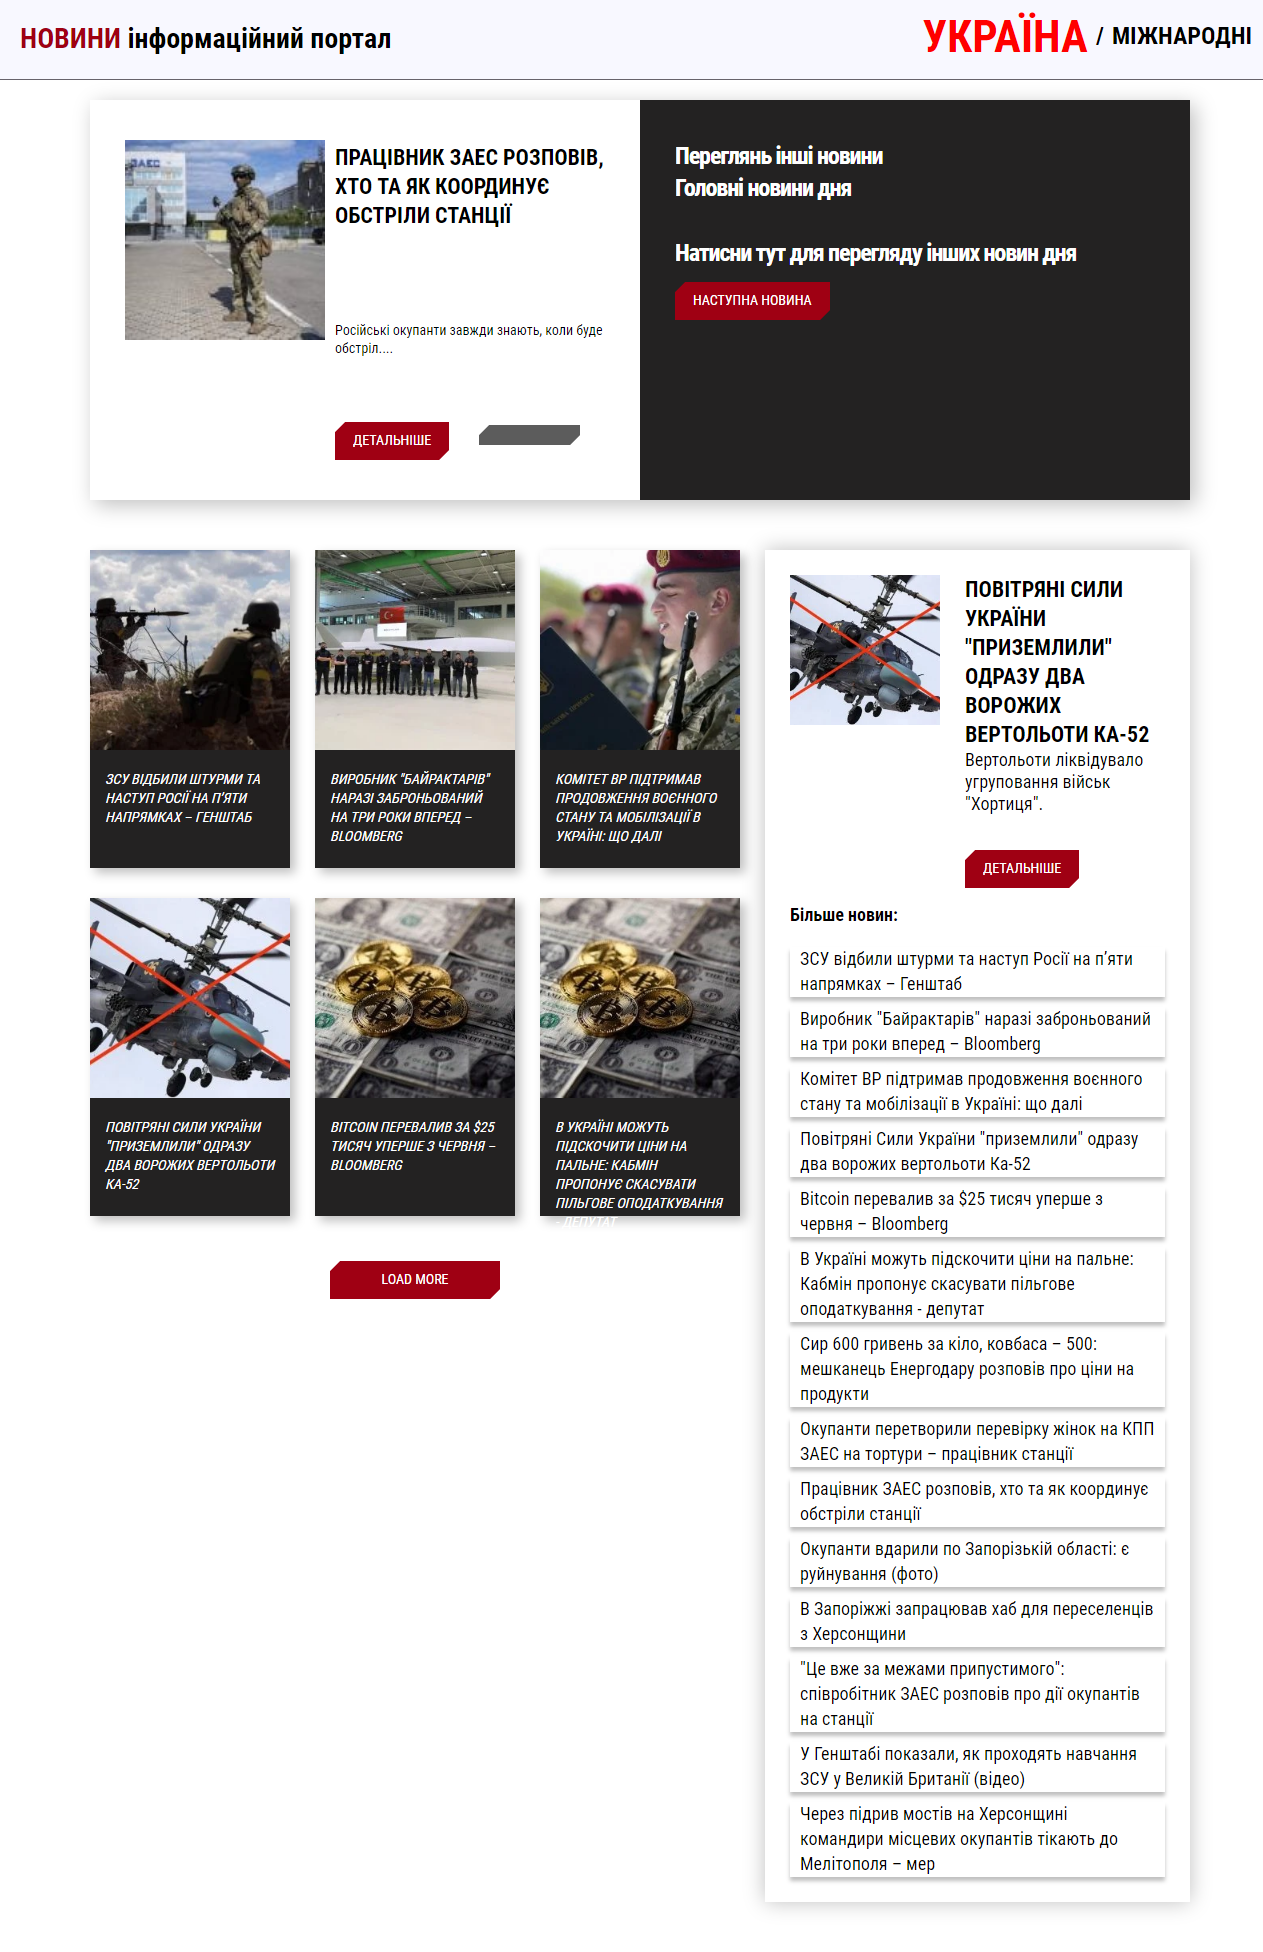 НОВИНИ інформаційний портал
УКРАЇНА / МІЖНАРОДНІ
ЗАЕС
ПРАЦІВНИК ЗАЕС РОЗПОВІВ,
ХТО ТА ЯК КООРДИНУЄ
ОБСТРІЛИ СТАНЦІЇ
Російські окупанти завжди знають, коли буде
обстріл....
ДЕТАЛЬНІШЕ
Переглянь інші новини
Головні новини дня
Натисни тут для перегляду інших новин дня
НАСТУПНА НОВИНА
ЗСУ ВІДБИЛИ ШТУРМИ ТА
НАСТУП РОСІЇ НА П’ЯТИ
НАПРЯМКАХ – ГЕНШТАБ
ВИРОБНИК "БАЙРАКТАРІВ"
НАРАЗІ ЗАБРОНЬОВАНИЙ
НА ТРИ РОКИ ВПЕРЕД –
BLOOMBERG
КОМІТЕТ ВР ПІДТРИМАВ
ПРОДОВЖЕННЯ ВОЄННОГО
СТАНУ ТА МОБІЛІЗАЦІЇ В
УКРАЇНІ: ЩО ДАЛІ
ПОВІТРЯНІ СИЛИ УКРАЇНИ
"ПРИЗЕМЛИЛИ" ОДРАЗУ
ДВА ВОРОЖИХ ВЕРТОЛЬОТИ
КА-52
BITCOIN ПЕРЕВАЛИВ ЗА $25
ТИСЯЧ УПЕРШЕ З ЧЕРВНЯ –
BLOOMBERG
В УКРАЇНІ МОЖУТЬ
ПІДСКОЧИТИ ЦІНИ НА
ПАЛЬНЕ: КАБМІН
ПРОПОНУЄ СКАСУВАТИ
ПІЛЬГОВЕ ОПОДАТКУВАННЯ
- ДЕПУТАТ
LOAD MORE
ПОВІТРЯНІ СИЛИ
УКРАЇНИ
"ПРИЗЕМЛИЛИ"
ОДРАЗУ ДВА
ВОРОЖИХ
ВЕРТОЛЬОТИ КА-52
Вертольоти ліквідувало
угруповання військ
"Хортиця".
ДЕТАЛЬНІШЕ
Більше новин:
ЗСУ відбили штурми та наступ Росії на п’яти
напрямках – Генштаб
Виробник "Байрактарів" наразі заброньований
на три роки вперед – Bloomberg
Комітет ВР підтримав продовження воєнного
стану та мобілізації в Україні: що далі
Повітряні Сили України "приземлили" одразу
два ворожих вертольоти Ка-52
Bitcoin перевалив за $25 тисяч уперше з
червня – Bloomberg
В Україні можуть підскочити ціни на пальне:
Кабмін пропонує скасувати пільгове
оподаткування - депутат
Сир 600 гривень за кіло, ковбаса – 500:
мешканець Енергодару розповів про ціни на
продукти
Окупанти перетворили перевірку жінок на КПП
ЗАЕС на тортури – працівник станції
Працівник ЗАЕС розповів, хто та як координує
обстріли станції
Окупанти вдарили по Запорізькій області: є
руйнування (фото)
В Запоріжжі запрацював хаб для переселенців
з Херсонщини
"Це вже за межами припустимого":
співробітник ЗАЕС розповів про дії окупантів
на станції
У Генштабі показали, як проходять навчання
ЗСУ у Великій Британії (відео)
Через підрив мостів на Херсонщині
командири місцевих окупантів тікають до
Мелітополя – мер